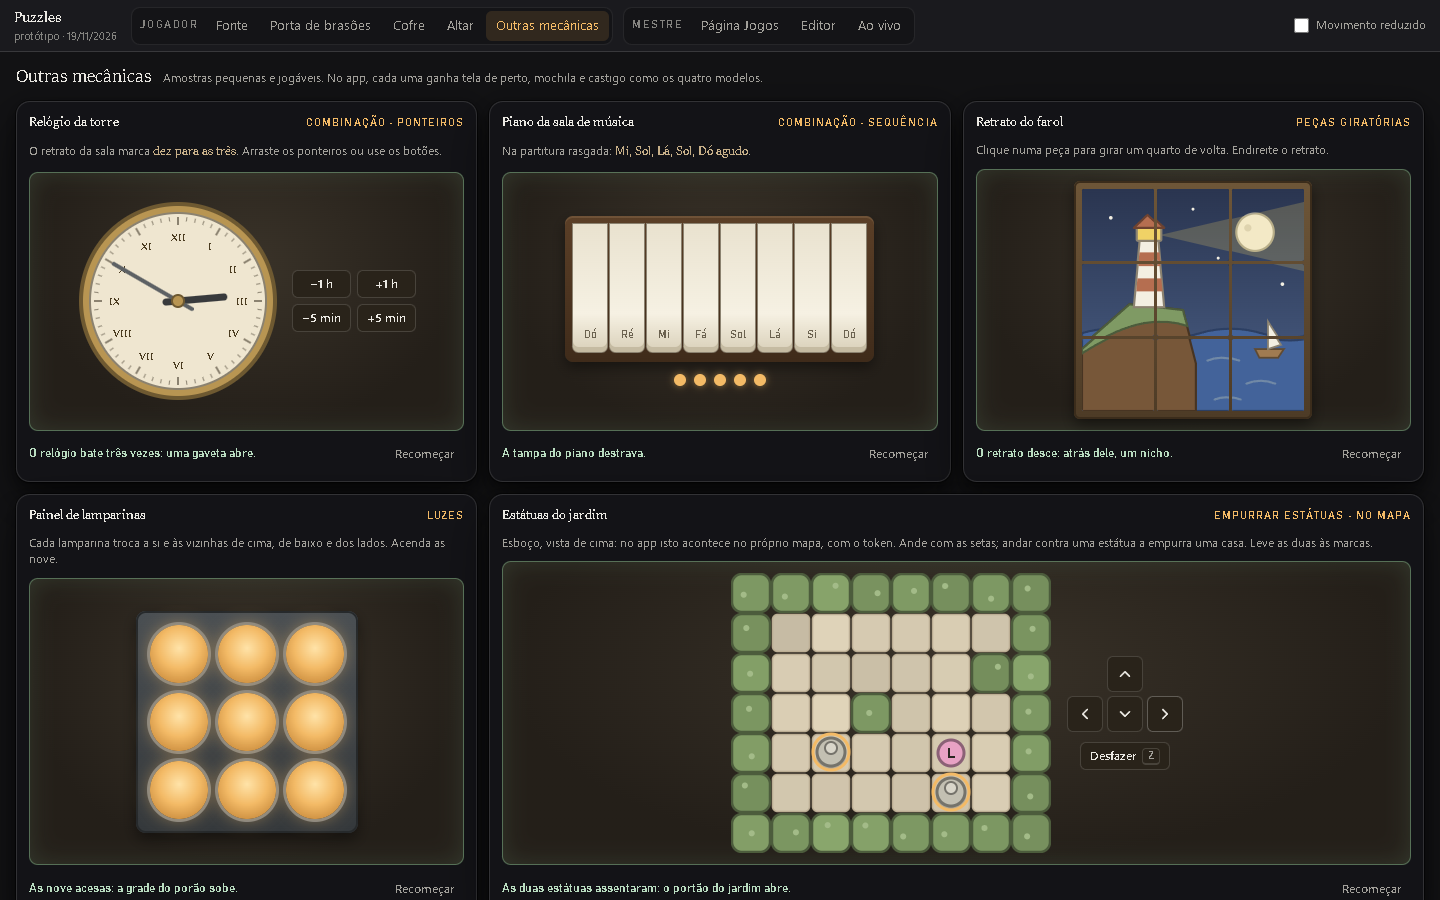 Puzzles
protótipo · 19/11/2026
JOGADOR Fonte Porta de brasões Cofre Altar Outras mecânicas
MESTRE Página Jogos Editor Ao vivo
Movimento reduzido
Outras mecânicas Amostras pequenas e jogáveis. No app, cada uma ganha tela de perto, mochila e castigo como os quatro modelos.
Relógio da torre COMBINAÇÃO · PONTEIROS
O retrato da sala marca dez para as três. Arraste os ponteiros ou use os botões.
XII
XI I
X II
IX III
VIII IV
VII V
VI
−1 h +1 h
−5 min +5 min
O relógio bate três vezes: uma gaveta abre. Recomeçar
Piano da sala de música COMBINAÇÃO · SEQUÊNCIA
Na partitura rasgada: Mi, Sol, Lá, Sol, Dó agudo.
Dó Ré Mi Fá Sol Lá Si Dó
A tampa do piano destrava. Recomeçar
Retrato do farol PEÇAS GIRATÓRIAS
Clique numa peça para girar um quarto de volta. Endireite o retrato.
O retrato desce: atrás dele, um nicho. Recomeçar
Painel de lamparinas LUZES
Cada lamparina troca a si e às vizinhas de cima, de baixo e dos lados. Acenda as
nove.
As nove acesas: a grade do porão sobe. Recomeçar
Estátuas do jardim EMPURRAR ESTÁTUAS · NO MAPA
Esboço, vista de cima: no app isto acontece no próprio mapa, com o token. Ande com as setas; andar contra uma estátua a empurra uma casa. Leve as duas às marcas.
L
Desfazer Z
As duas estátuas assentaram: o portão do jardim abre. Recomeçar